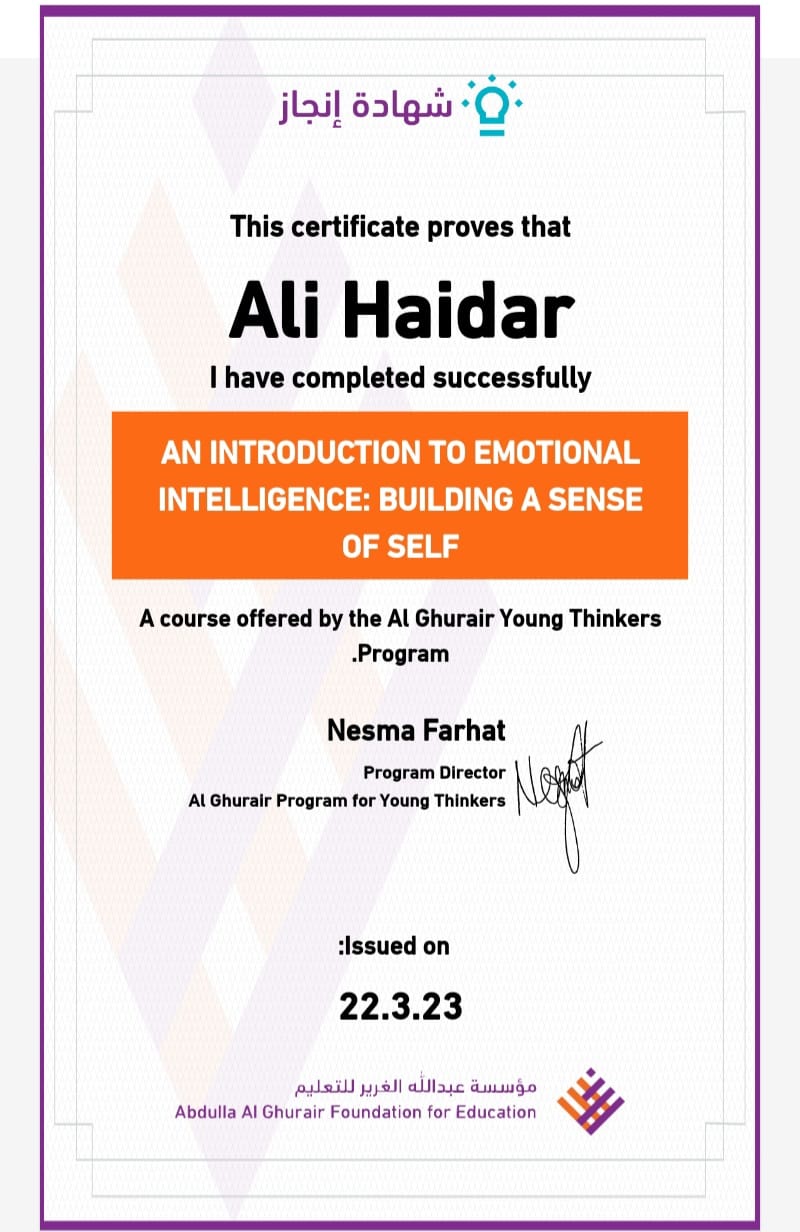 شهادة إنجاز
This certificate proves that
Ali Haidar
I have completed successfully
AN INTRODUCTION TO EMOTIONAL
INTELLIGENCE: BUILDING A SENSE
OF SELF
A course offered by the Al Ghurair Young Thinkers
.Program
Nesma Farhat
Program Director
Al Ghurair Program for Young Thinkers
:Issued on
22.3.23
مؤسسة عبدالله الغرير للتعليم
Abdulla Al Ghurair Foundation for Education